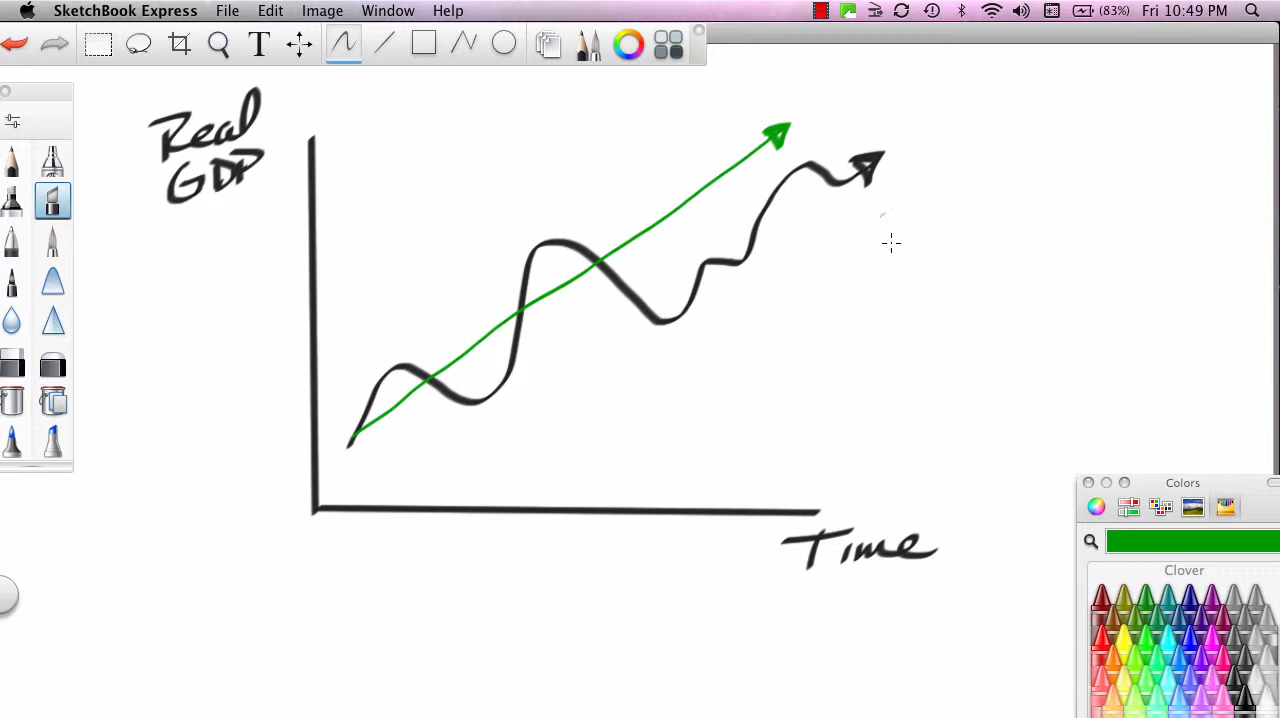 SketchBook Express File Edit Image Window Help (83%) Fri 10:49 PM
T
Real
GDP
Time
Colors
Clover